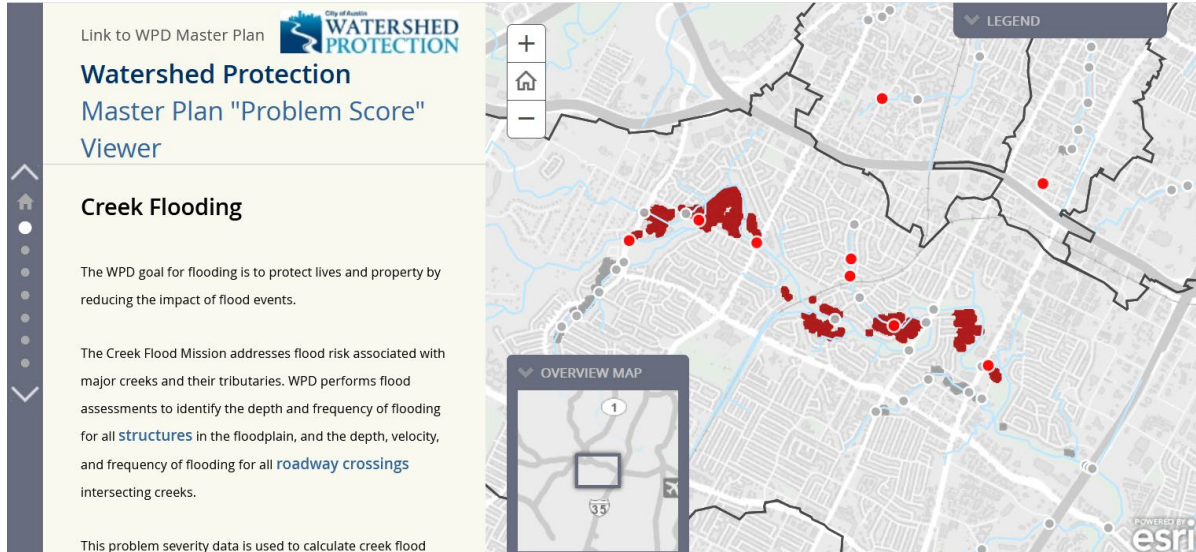 Link to WPD Master Plan
City of Austin
WATERSHED
PROTECTION
Watershed Protection
Master Plan "Problem Score"
Viewer
Creek Flooding
The WPD goal for flooding is to protect lives and property by
reducing the impact of flood events.
The Creek Flood Mission addresses flood risk associated with
major creeks and their tributaries. WPD performs flood
assessments to identify the depth and frequency of flooding
for all structures in the floodplain, and the depth, velocity,
and frequency of flooding for all roadway crossings
intersecting creeks.
This problem severity data is used to calculate creek flood
+
−
LEGEND
OVERVIEW MAP
1
35
POWERED BY
esri